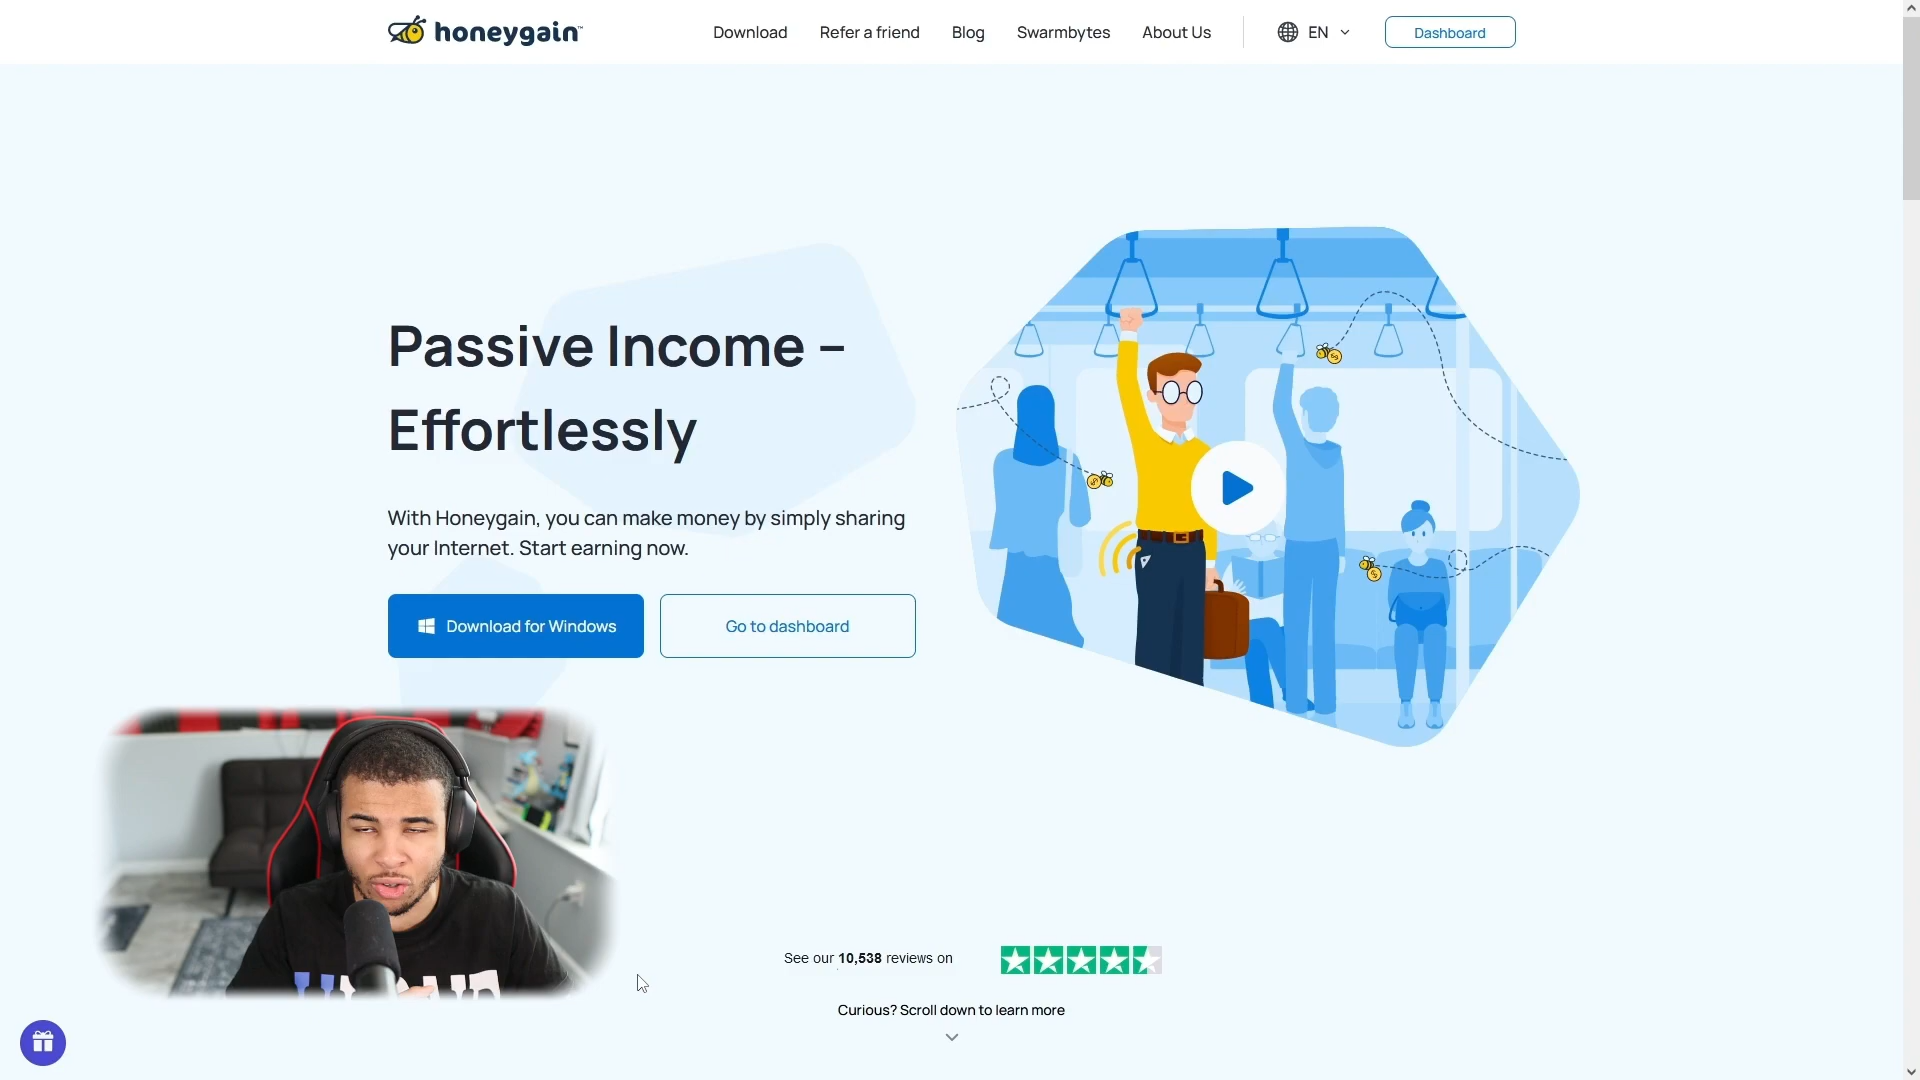 honeygain™
Download
Refer a friend
Blog
Swarmbytes
About Us
EN
Dashboard
Passive Income –
Effortlessly
With Honeygain, you can make money by simply sharing
your Internet. Start earning now.
Download for Windows
Go to dashboard
See our 10,538 reviews on
Curious? Scroll down to learn more